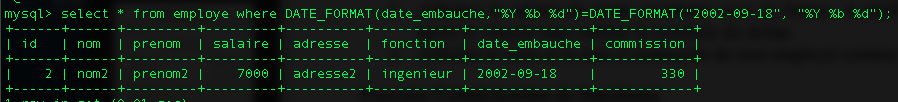 mysql> select * from employe where DATE_FORMAT(date_embauche,"%Y %b %d")=DATE_FORMAT("2002-09-18", "%Y %b %d");
+------+------+---------+---------+----------+-----------+---------------+------------+
| id | nom | prenom | salaire | adresse | fonction | date_embauche | commission |
+------+------+---------+---------+----------+-----------+---------------+------------+
| 2 | nom2 | prenom2 | 7000 | adresse2 | ingenieur | 2002-09-18 | 330 |
+------+------+---------+---------+----------+-----------+---------------+------------+
1 row in set (0.01 sec)